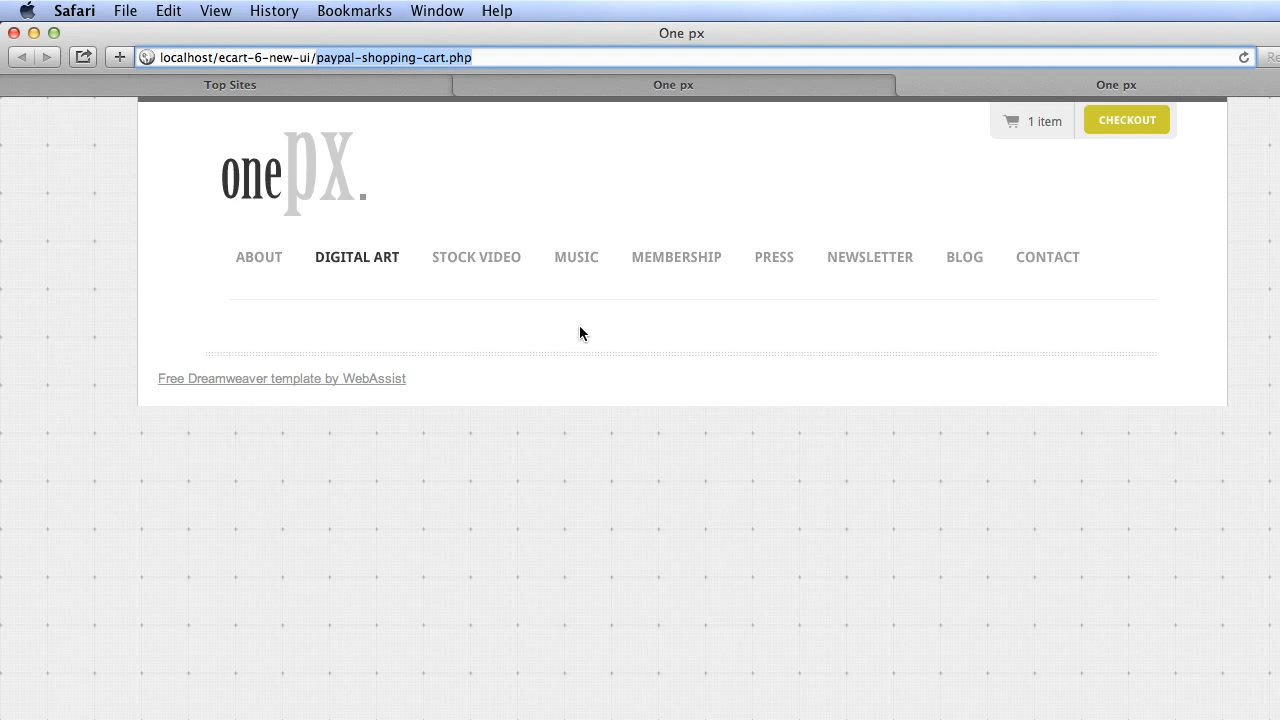 Safari File Edit View History Bookmarks Window Help
One px
localhost/ecart-6-new-ui/paypal-shopping-cart.php Re
Top Sites One px One px
1 item CHECKOUT
onepx.
ABOUT DIGITAL ART STOCK VIDEO MUSIC MEMBERSHIP PRESS NEWSLETTER BLOG CONTACT
Free Dreamweaver template by WebAssist